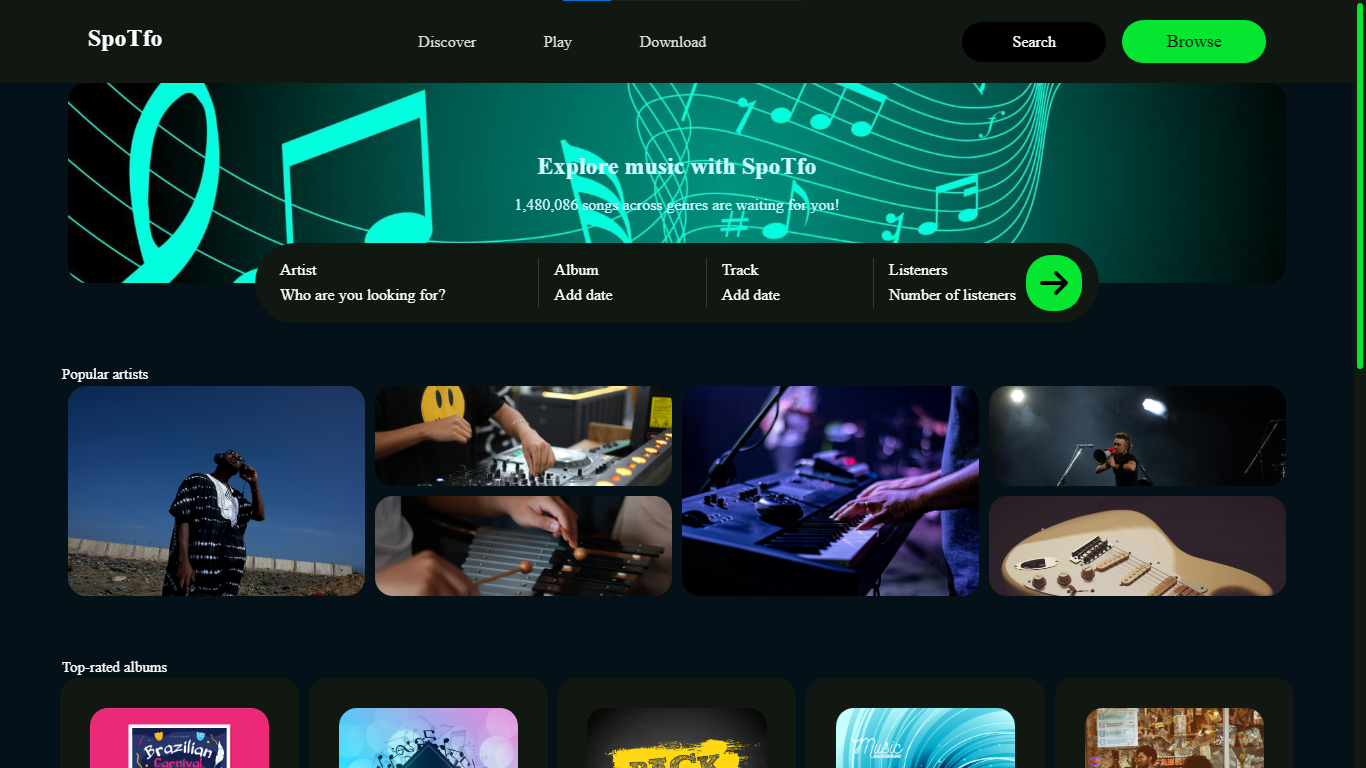 SpoTfo
Discover Play Download
Search
Browse
Explore music with SpoTfo
1,480,086 songs across genres are waiting for you!
Artist
Who are you looking for?
Album
Add date
Track
Add date
Listeners
Number of listeners
Popular artists
Top-rated albums
Brazilian
Carnival
BACK
Music